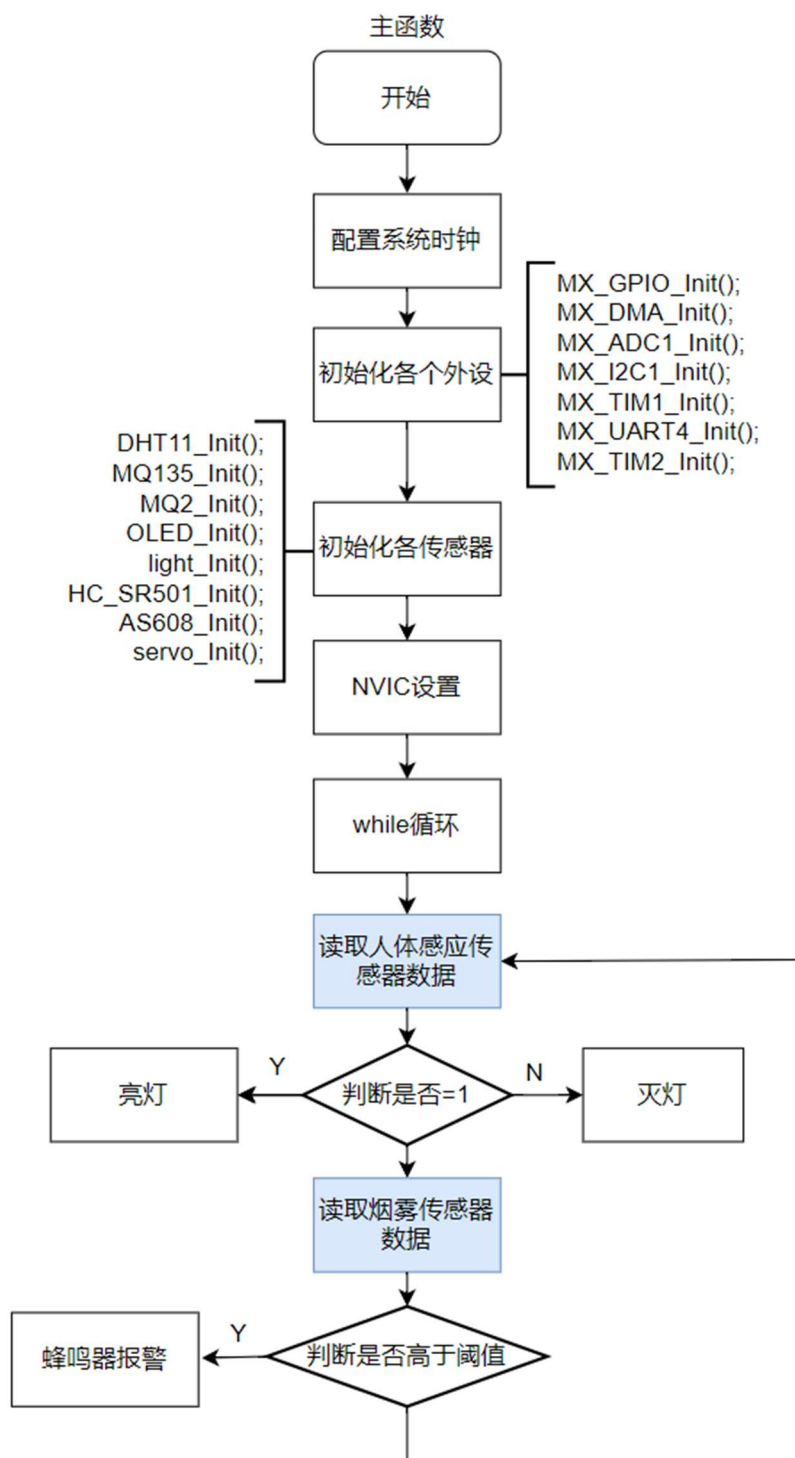 主函数
开始
配置系统时钟
初始化各个外设
MX_GPIO_Init();
MX_DMA_Init();
MX_ADC1_Init();
MX_I2C1_Init();
MX_TIM1_Init();
MX_UART4_Init();
MX_TIM2_Init();
DHT11_Init();
MQ135_Init();
MQ2_Init();
OLED_Init();
light_Init();
HC_SR501_Init();
AS608_Init();
servo_Init();
初始化各传感器
NVIC设置
while循环
读取人体感应传
感器数据
亮灯
Y
判断是否=1
N
灭灯
读取烟雾传感器
数据
蜂鸣器报警
Y
判断是否高于阈值